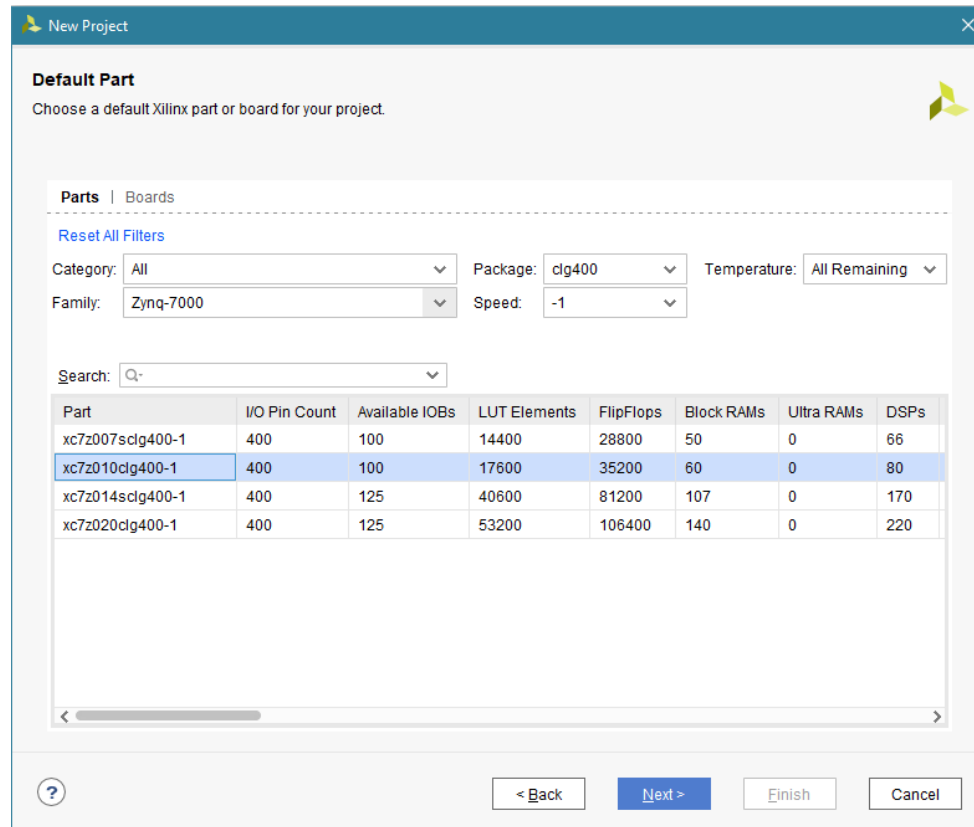 New Project
Default Part
Choose a default Xilinx part or board for your project.
Parts | Boards
Reset All Filters
Category: All Package: clg400 Temperature: All Remaining
Family: Zynq-7000 Speed: -1
Search: Q-
Part I/O Pin Count Available IOBs LUT Elements FlipFlops Block RAMs Ultra RAMs DSPs
xc7z007sclg400-1 400 100 14400 28800 50 0 66
xc7z010clg400-1 400 100 17600 35200 60 0 80
xc7z014sclg400-1 400 125 40600 81200 107 0 170
xc7z020clg400-1 400 125 53200 106400 140 0 220
? < Back Next > Finish Cancel